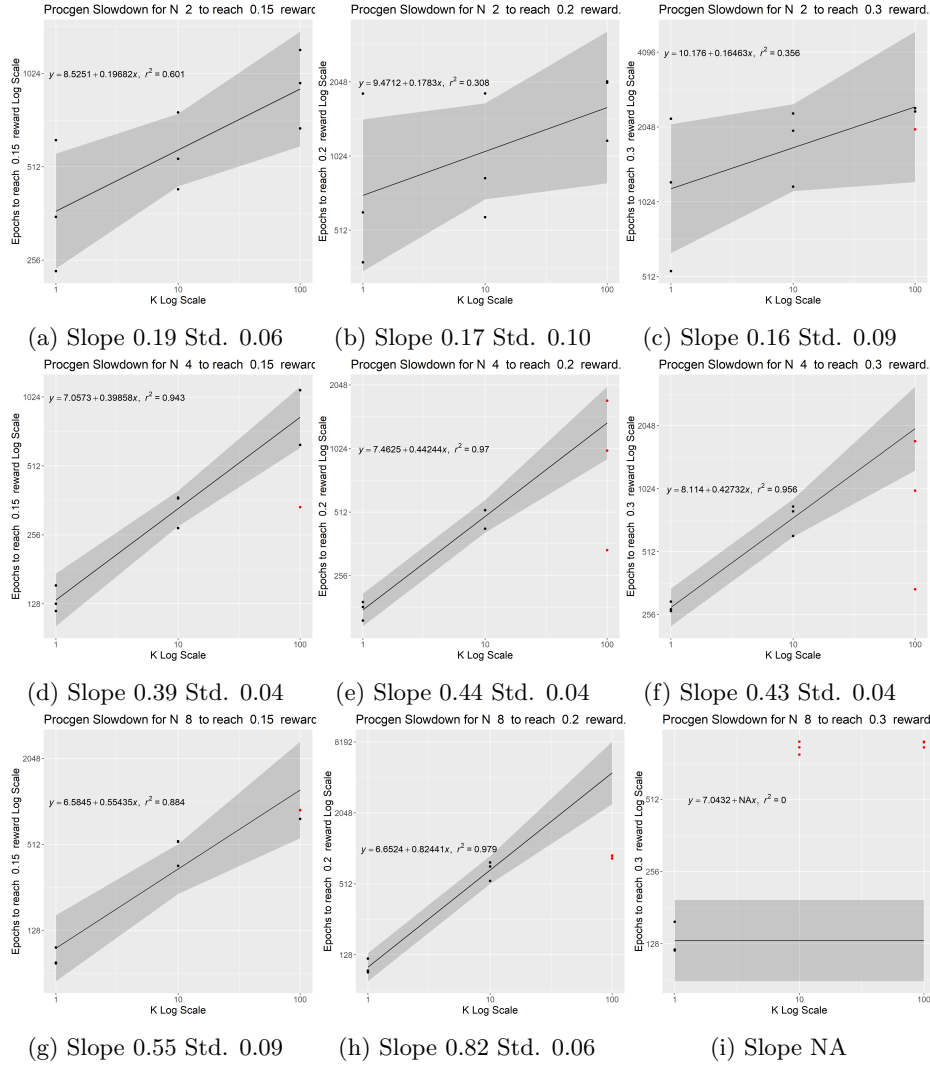 Procgen Slowdown for N 2 to reach 0.15 reward
Epochs to reach 0.15 reward Log Scale
1024
512
256
y = 8.5251 + 0.19682x, r² = 0.601
1
10
100
K Log Scale
(a) Slope 0.19 Std. 0.06
Procgen Slowdown for N 2 to reach 0.2 reward.
Epochs to reach 0.2 reward Log Scale
2048
1024
512
y = 9.4712 + 0.1783x, r² = 0.308
1
10
100
K Log Scale
(b) Slope 0.17 Std. 0.10
Procgen Slowdown for N 2 to reach 0.3 reward.
Epochs to reach 0.3 reward Log Scale
4096
2048
1024
512
y = 10.176 + 0.16463x, r² = 0.356
1
10
100
K Log Scale
(c) Slope 0.16 Std. 0.09
Procgen Slowdown for N 4 to reach 0.15 reward
Epochs to reach 0.15 reward Log Scale
1024
512
256
128
y = 7.0573 + 0.39858x, r² = 0.943
1
10
100
K Log Scale
(d) Slope 0.39 Std. 0.04
Procgen Slowdown for N 4 to reach 0.2 reward.
Epochs to reach 0.2 reward Log Scale
2048
1024
512
256
y = 7.4625 + 0.44244x, r² = 0.97
1
10
100
K Log Scale
(e) Slope 0.44 Std. 0.04
Procgen Slowdown for N 4 to reach 0.3 reward.
Epochs to reach 0.3 reward Log Scale
2048
1024
512
256
y = 8.114 + 0.42732x, r² = 0.956
1
10
100
K Log Scale
(f) Slope 0.43 Std. 0.04
Procgen Slowdown for N 8 to reach 0.15 reward
Epochs to reach 0.15 reward Log Scale
2048
512
128
y = 6.5845 + 0.55435x, r² = 0.884
1
10
100
K Log Scale
(g) Slope 0.55 Std. 0.09
Procgen Slowdown for N 8 to reach 0.2 reward.
Epochs to reach 0.2 reward Log Scale
8192
2048
512
128
y = 6.6524 + 0.82441x, r² = 0.979
1
10
100
K Log Scale
(h) Slope 0.82 Std. 0.06
Procgen Slowdown for N 8 to reach 0.3 reward
Epochs to reach 0.3 reward Log Scale
512
256
128
y = 7.0432 + NAx, r² = 0
1
10
100
K Log Scale
(i) Slope NA